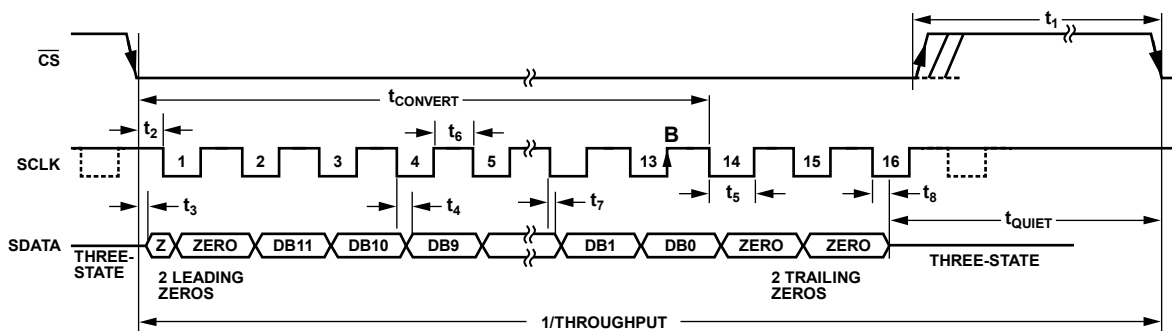 t1
CS
tCONVERT
t2
t6
B
SCLK
1 2 3 4 5 13 14 15 16
t3
t4
t7
t5
t8
tQUIET
SDATA
Z ZERO DB11 DB10 DB9 DB1 DB0 ZERO ZERO
THREE-
STATE
THREE-STATE
2 LEADING
ZEROS
2 TRAILING
ZEROS
1/THROUGHPUT